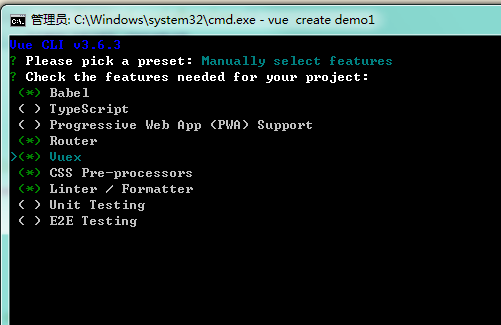 管理员: C:\Windows\system32\cmd.exe - vue  create demo1
Vue CLI v3.6.3
? Please pick a preset: Manually select features
? Check the features needed for your project:
 (*) Babel
 ( ) TypeScript
 ( ) Progressive Web App (PWA) Support
 (*) Router
>(*) Vuex
 (*) CSS Pre-processors
 (*) Linter / Formatter
 ( ) Unit Testing
 ( ) E2E Testing